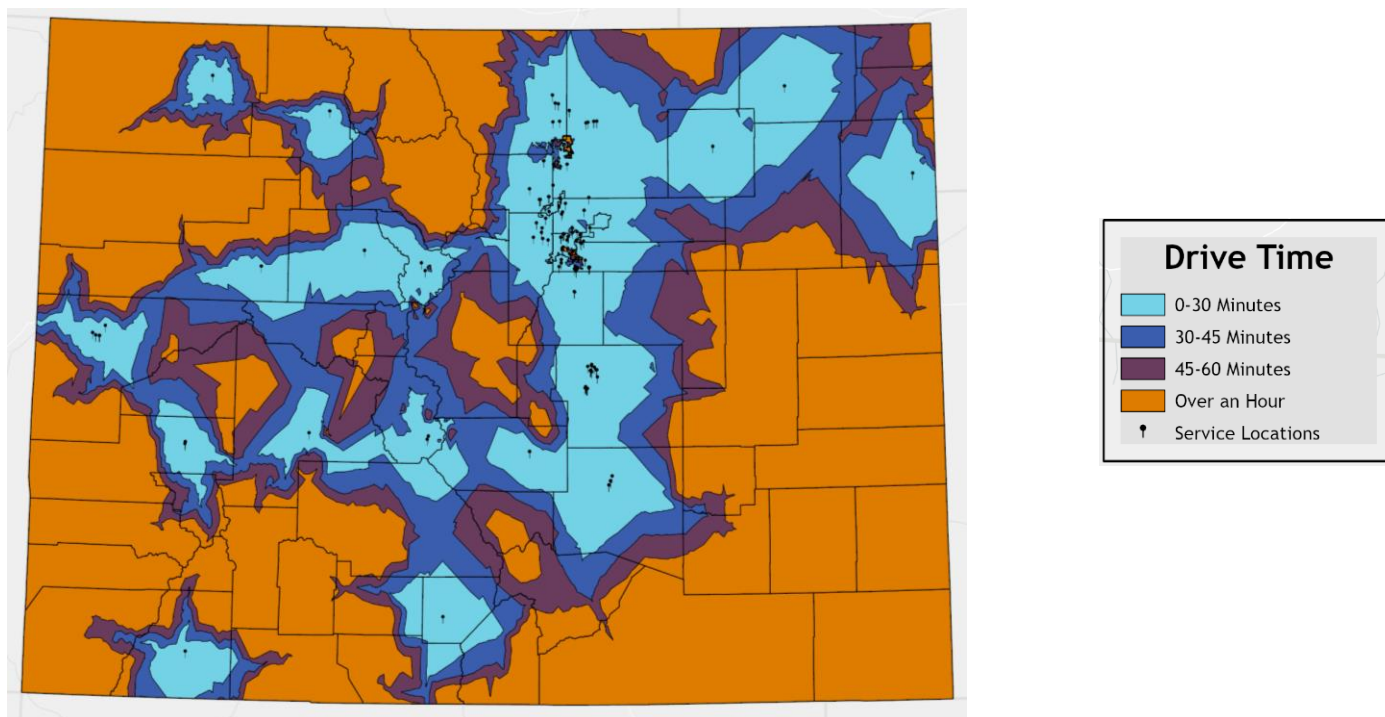 Drive Time
0-30 Minutes
30-45 Minutes
45-60 Minutes
Over an Hour
Service Locations